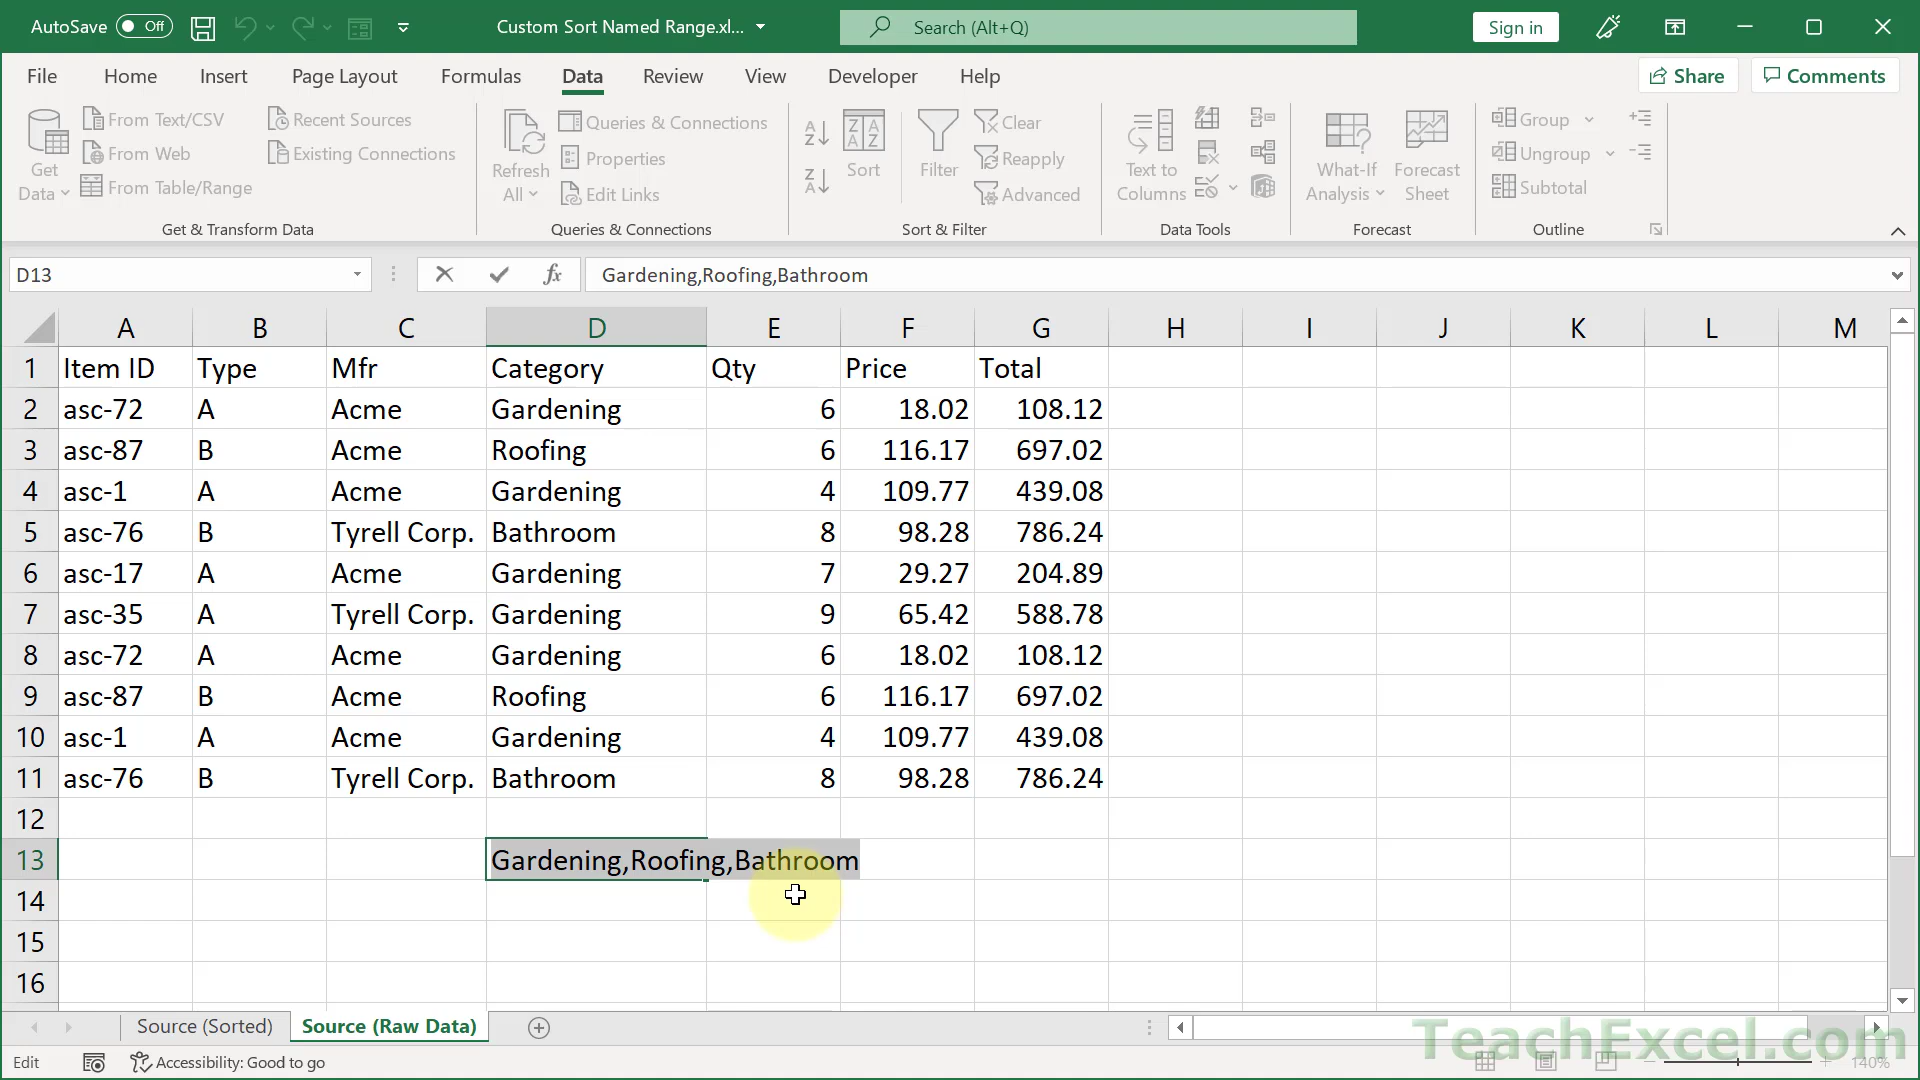 AutoSave Off Custom Sort Named Range.xl... Search (Alt+Q) Sign in
File Home Insert Page Layout Formulas Data Review View Developer Help Share Comments
Get Data
From Text/CSV
From Web
From Table/Range
Recent Sources
Existing Connections
Get & Transform Data
Refresh All
Queries & Connections
Properties
Edit Links
Queries & Connections
Sort
Filter
Clear
Reapply
Advanced
Sort & Filter
Text to Columns
Data Tools
What-If Analysis
Forecast Sheet
Forecast
Group
Ungroup
Subtotal
Outline
D13 fx Gardening,Roofing,Bathroom
A B C D E F G H I J K L M
1 Item ID Type Mfr Category Qty Price Total
2 asc-72 A Acme Gardening 6 18.02 108.12
3 asc-87 B Acme Roofing 6 116.17 697.02
4 asc-1 A Acme Gardening 4 109.77 439.08
5 asc-76 B Tyrell Corp. Bathroom 8 98.28 786.24
6 asc-17 A Acme Gardening 7 29.27 204.89
7 asc-35 A Tyrell Corp. Gardening 9 65.42 588.78
8 asc-72 A Acme Gardening 6 18.02 108.12
9 asc-87 B Acme Roofing 6 116.17 697.02
10 asc-1 A Acme Gardening 4 109.77 439.08
11 asc-76 B Tyrell Corp. Bathroom 8 98.28 786.24
12
13 Gardening,Roofing,Bathroom
14
15
16
Source (Sorted) Source (Raw Data)
TeachExcel.com
Edit Accessibility: Good to go 140%